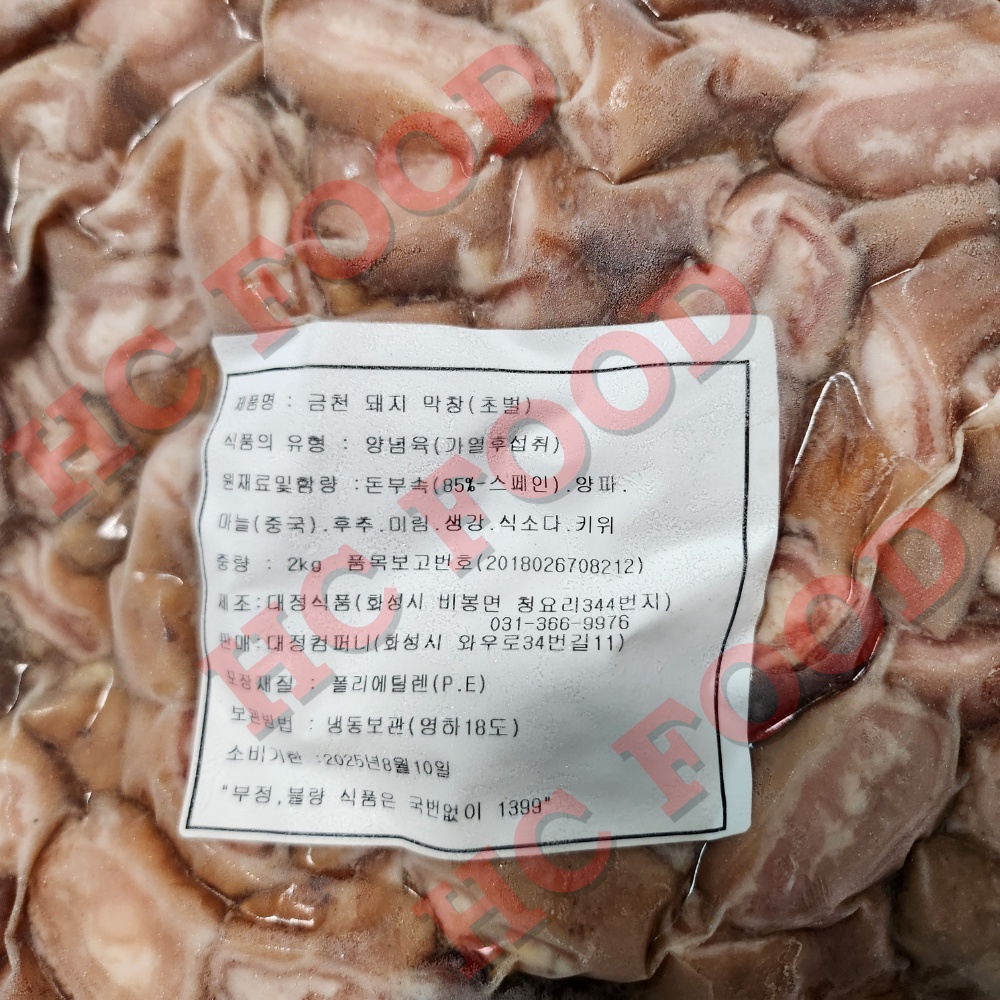 제품명 : 금천 돼지 막창(초벌)
식품의 유형 : 양념육(가열후섭취)
원재료및함량 :돈부속(85%-스페인).양파.
마늘(중국).후추.미림.생강.식소다.키위
중량 : 2kg 품목보고번호(2018026708212)
제조:대정식품(화성시 비봉면 청요리344번지)
031-366-9976
판매:대정컴퍼니(화성시 와우로34번길11)
포장재질 : 폴리에틸렌(P.E)
보관방법 : 냉동보관(영하18도)
소비기한 :2025년8월10일
"부정,불량 식품은 국번없이 1399"
HC FOOD
HC FOOD
HC FOOD